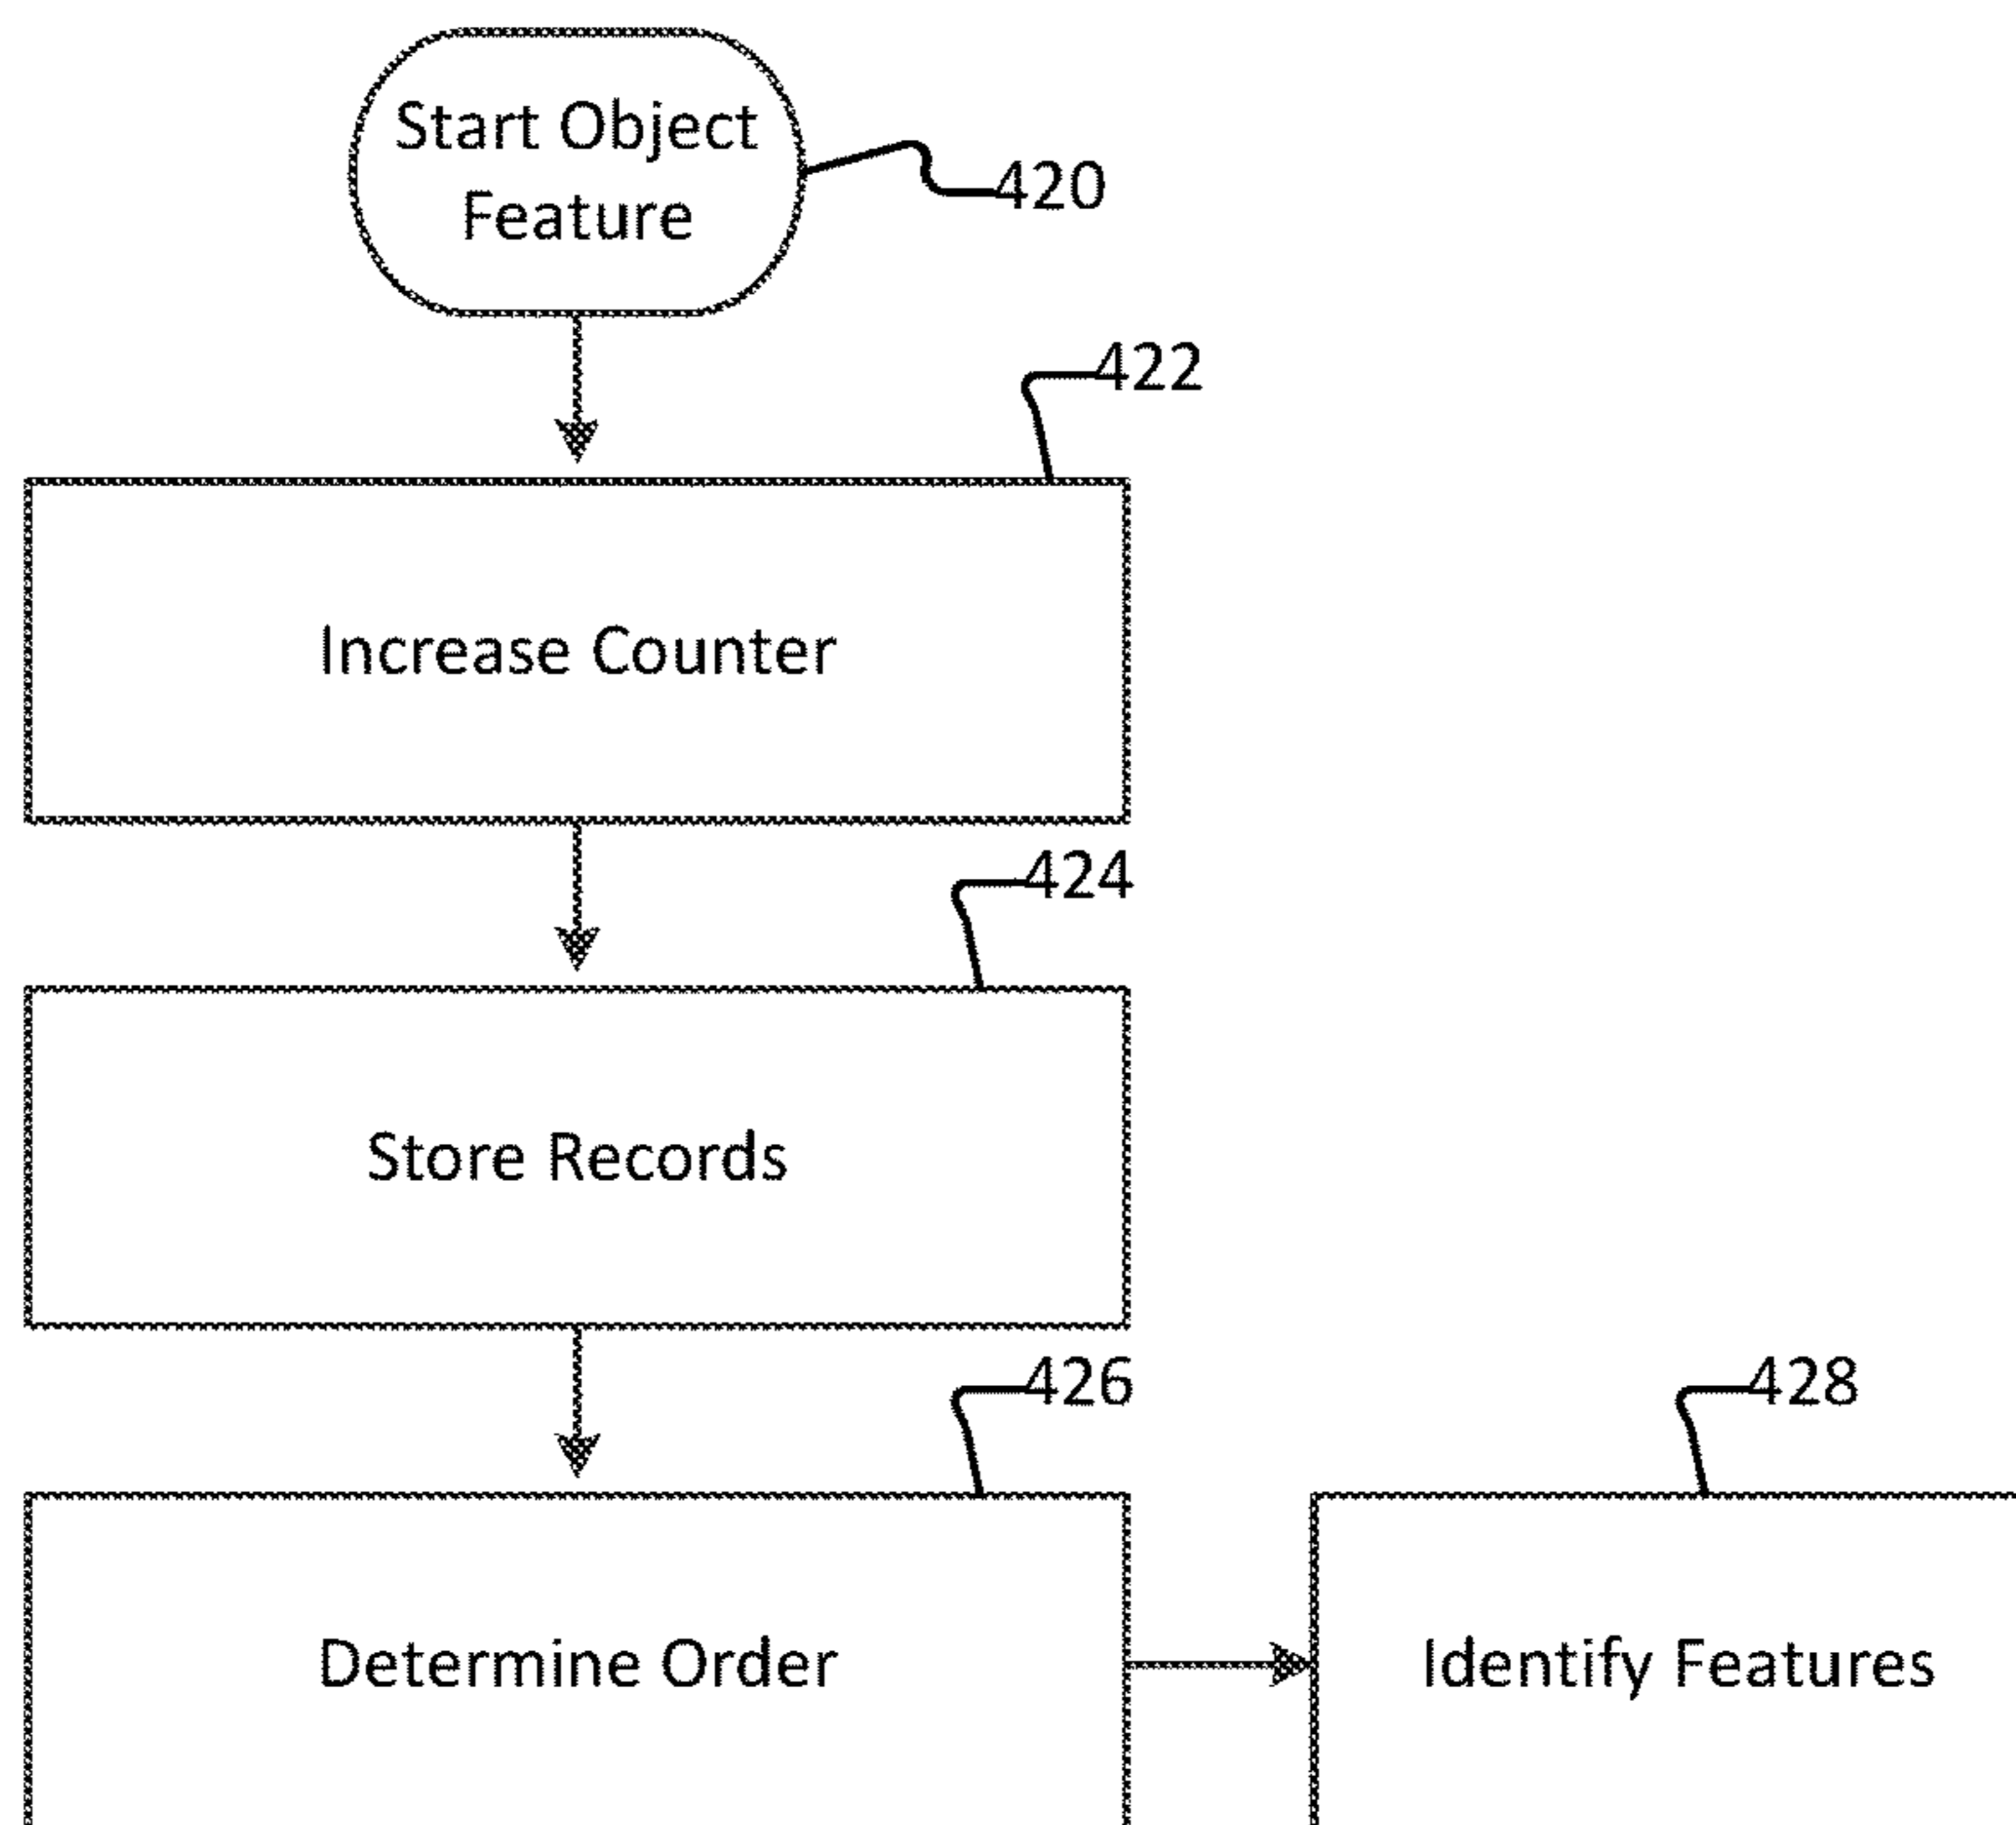 Start Object
Feature
420
422
Increase Counter
424
Store Records
426
428
Determine Order
Identify Features